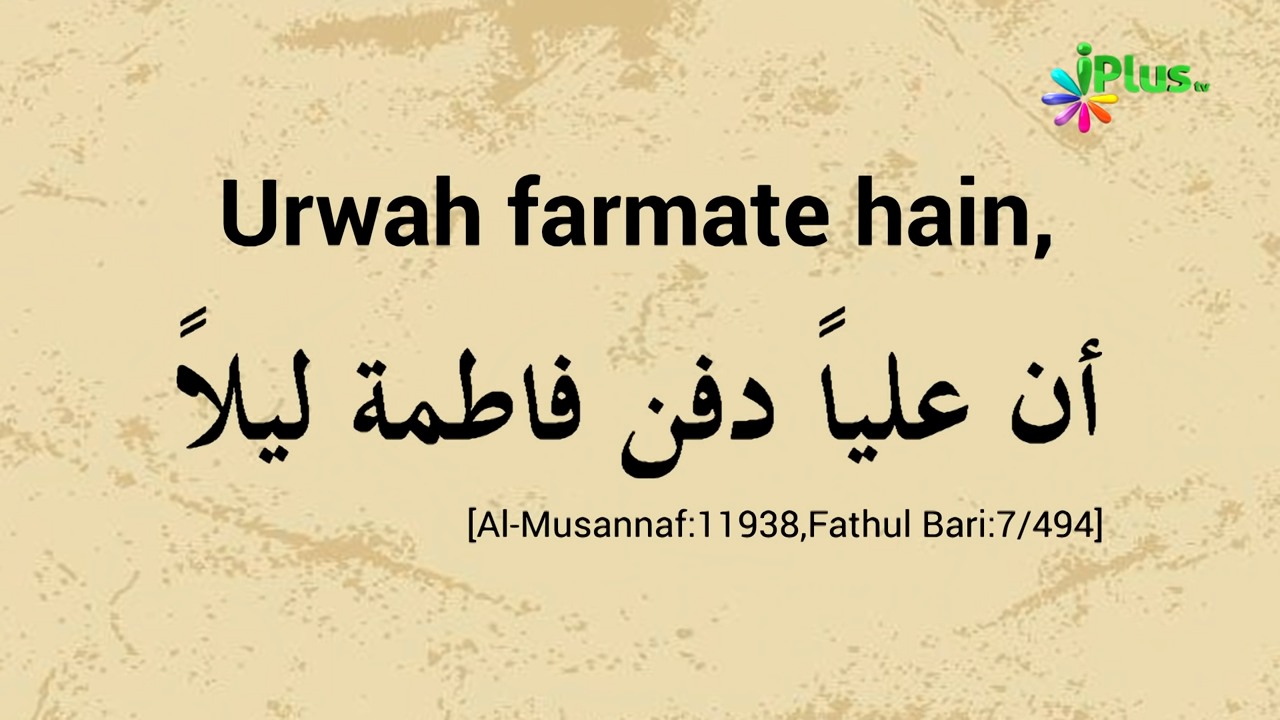 iPlus tv
Urwah farmate hain,
أن علياً دفن فاطمة ليلاً
[Al-Musannaf:11938,Fathul Bari:7/494]